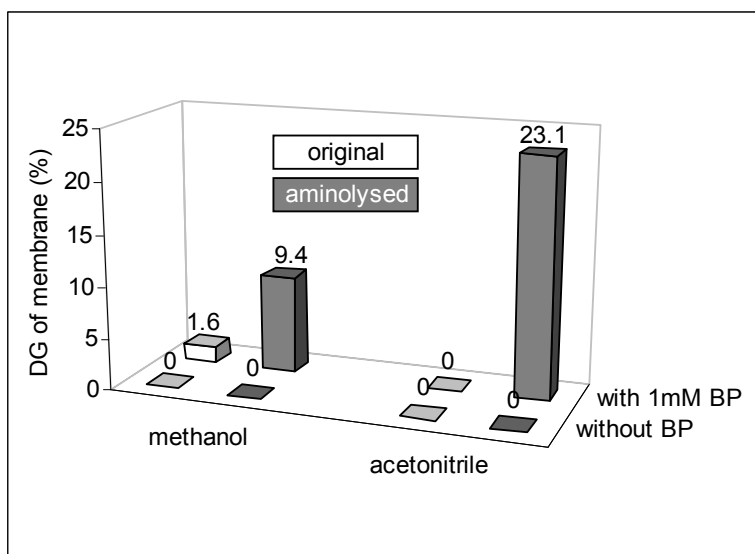 25
20
15
10
5
0
DG of membrane (%)
original
aminolysed
23.1
9.4
1.6
0
0
0
0
0
with 1mM BP
without BP
methanol
acetonitrile